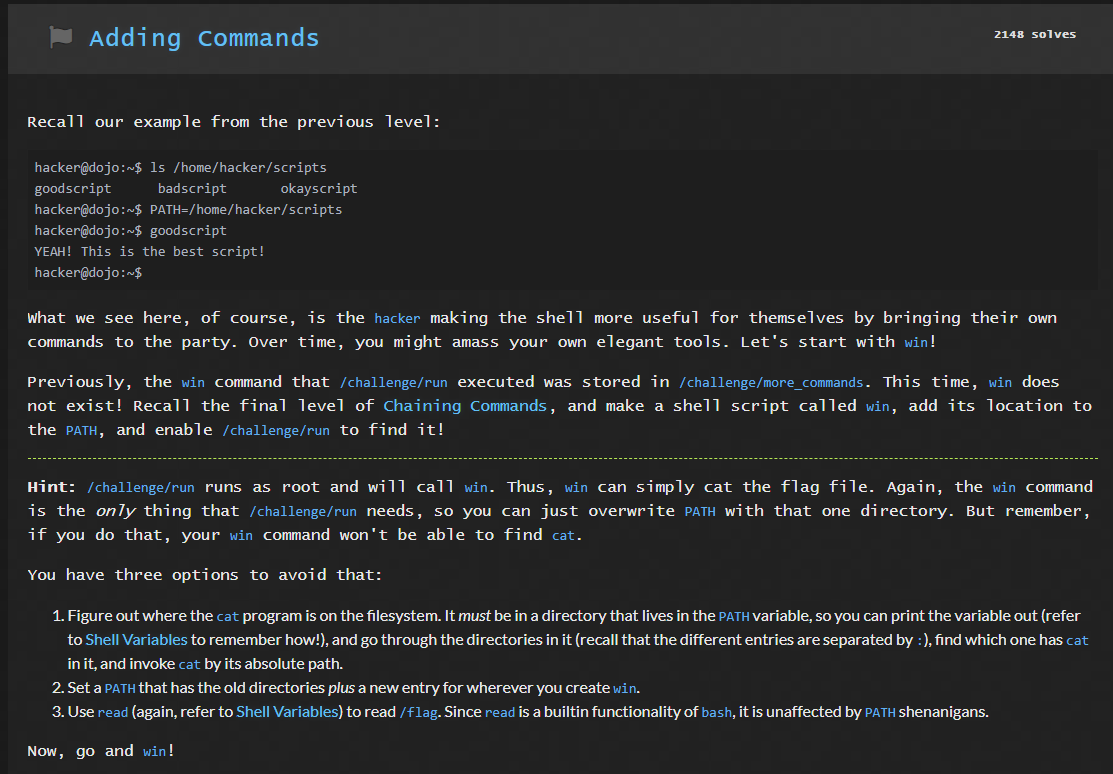 Adding Commands
2148 solves
Recall our example from the previous level:
hacker@dojo:~$ ls /home/hacker/scripts
goodscript      badscript       okayscript
hacker@dojo:~$ PATH=/home/hacker/scripts
hacker@dojo:~$ goodscript
YEAH! This is the best script!
hacker@dojo:~$
What we see here, of course, is the hacker making the shell more useful for themselves by bringing their own
commands to the party. Over time, you might amass your own elegant tools. Let's start with win!
Previously, the win command that /challenge/run executed was stored in /challenge/more_commands. This time, win does
not exist! Recall the final level of Chaining Commands, and make a shell script called win, add its location to
the PATH, and enable /challenge/run to find it!
Hint: /challenge/run runs as root and will call win. Thus, win can simply cat the flag file. Again, the win command
is the only thing that /challenge/run needs, so you can just overwrite PATH with that one directory. But remember,
if you do that, your win command won't be able to find cat.
You have three options to avoid that:
1. Figure out where the cat program is on the filesystem. It must be in a directory that lives in the PATH variable, so you can print the variable out (refer
to Shell Variables to remember how!), and go through the directories in it (recall that the different entries are separated by :), find which one has cat
in it, and invoke cat by its absolute path.
2. Set a PATH that has the old directories plus a new entry for wherever you create win.
3. Use read (again, refer to Shell Variables) to read /flag. Since read is a builtin functionality of bash, it is unaffected by PATH shenanigans.
Now, go and win!